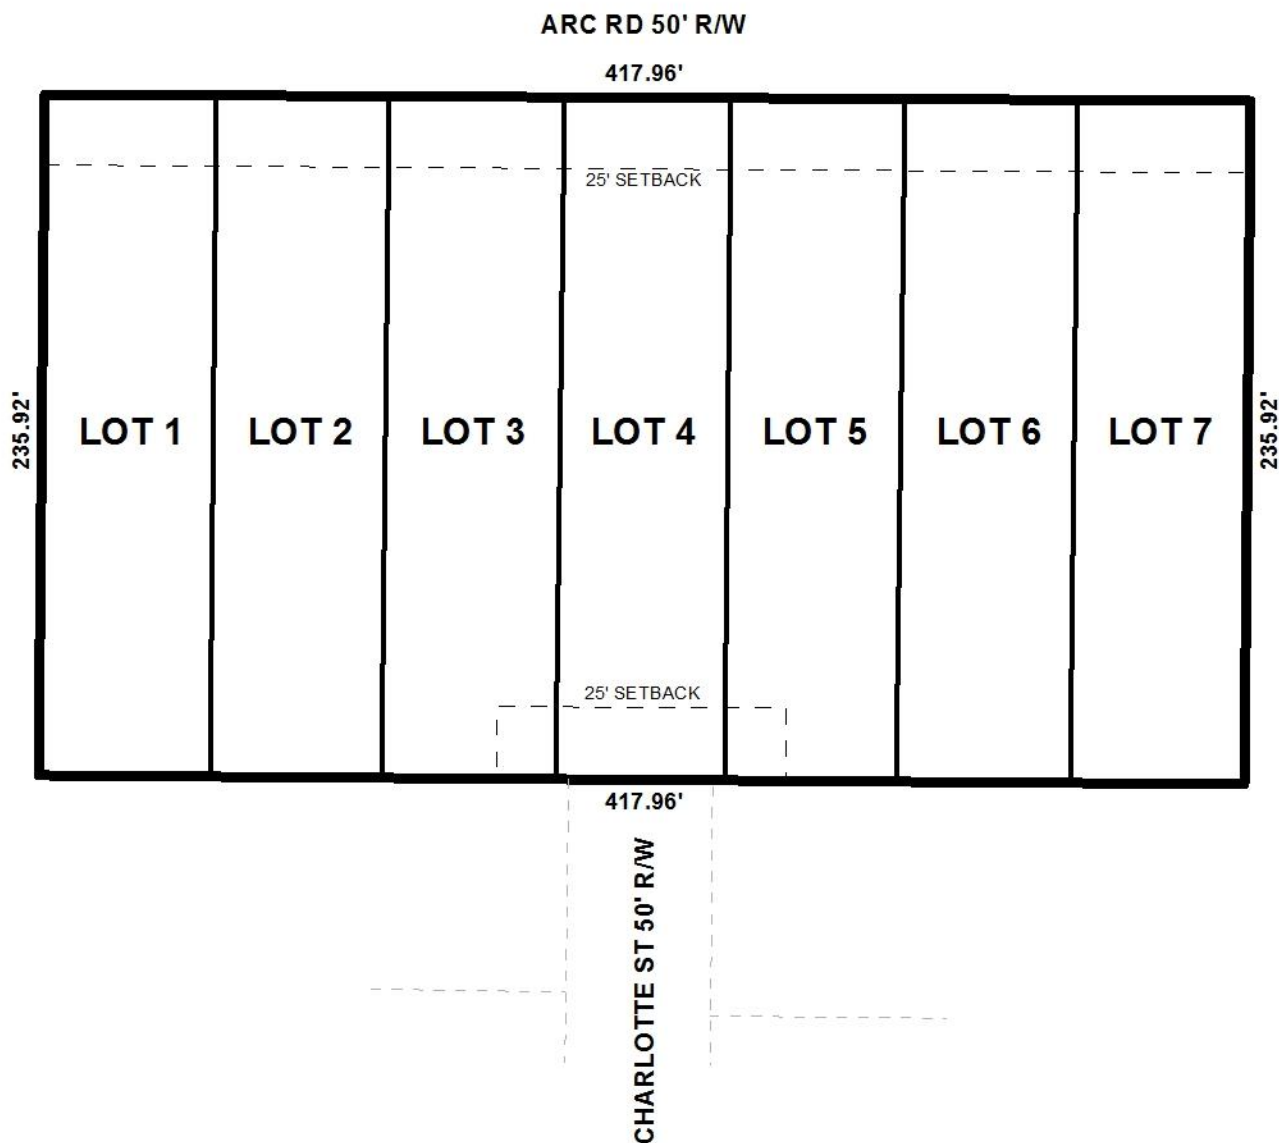 ARC RD 50' R/W
417.96'
25' SETBACK
235.92'
LOT 1
LOT 2
LOT 3
LOT 4
LOT 5
LOT 6
LOT 7
235.92'
25' SETBACK
417.96'
CHARLOTTE ST 50' R/W